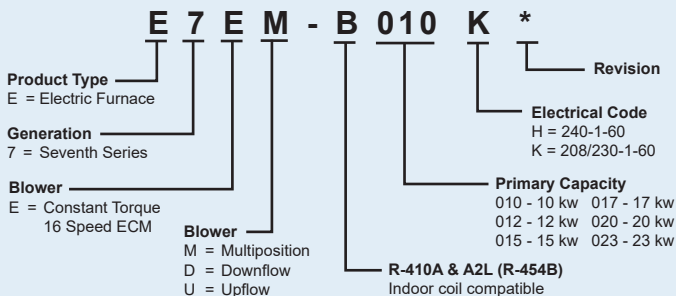 E 7 E M - B 010 K *
Product Type
E = Electric Furnace
Generation
7 = Seventh Series
Blower
E = Constant Torque
16 Speed ECM
Blower
M = Multiposition
D = Downflow
U = Upflow
R-410A & A2L (R-454B)
Indoor coil compatible
Primary Capacity
010 - 10 kw 017 - 17 kw
012 - 12 kw 020 - 20 kw
015 - 15 kw 023 - 23 kw
Electrical Code
H = 240-1-60
K = 208/230-1-60
Revision